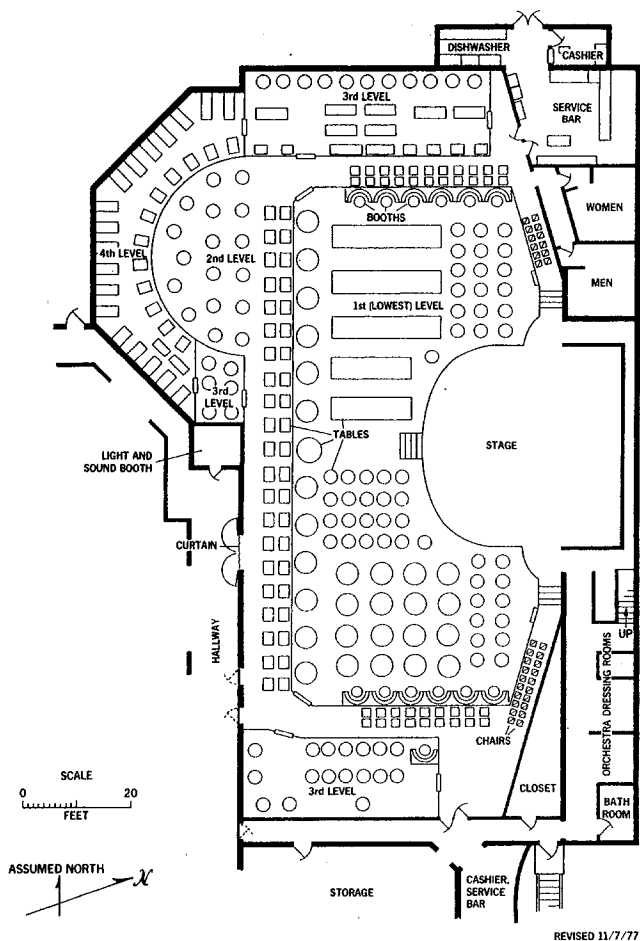 DISHWASHER
CASHIER
3rd LEVEL
SERVICE
BAR
WOMEN
BOOTHS
4th LEVEL
2nd LEVEL
MEN
1st (LOWEST) LEVEL
3rd
LEVEL
TABLES
STAGE
LIGHT AND
SOUND BOOTH
CURTAIN
HALLWAY
UP
ORCHESTRA DRESSING ROOMS
CHAIRS
SCALE
0 20
FEET
3rd LEVEL
CLOSET
BATH
ROOM
ASSUMED NORTH
N
STORAGE
CASHIER,
SERVICE
BAR
REVISED 11/7/77